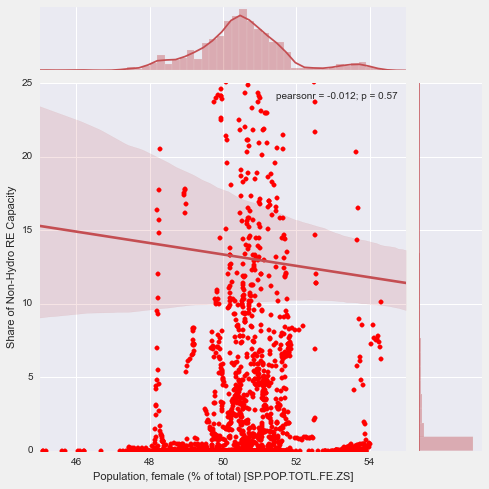 25
pearsonr = -0.012; p = 0.57
20
15
10
5
0
Share of Non-Hydro RE Capacity
46 48 50 52 54
Population, female (% of total) [SP.POP.TOTL.FE.ZS]